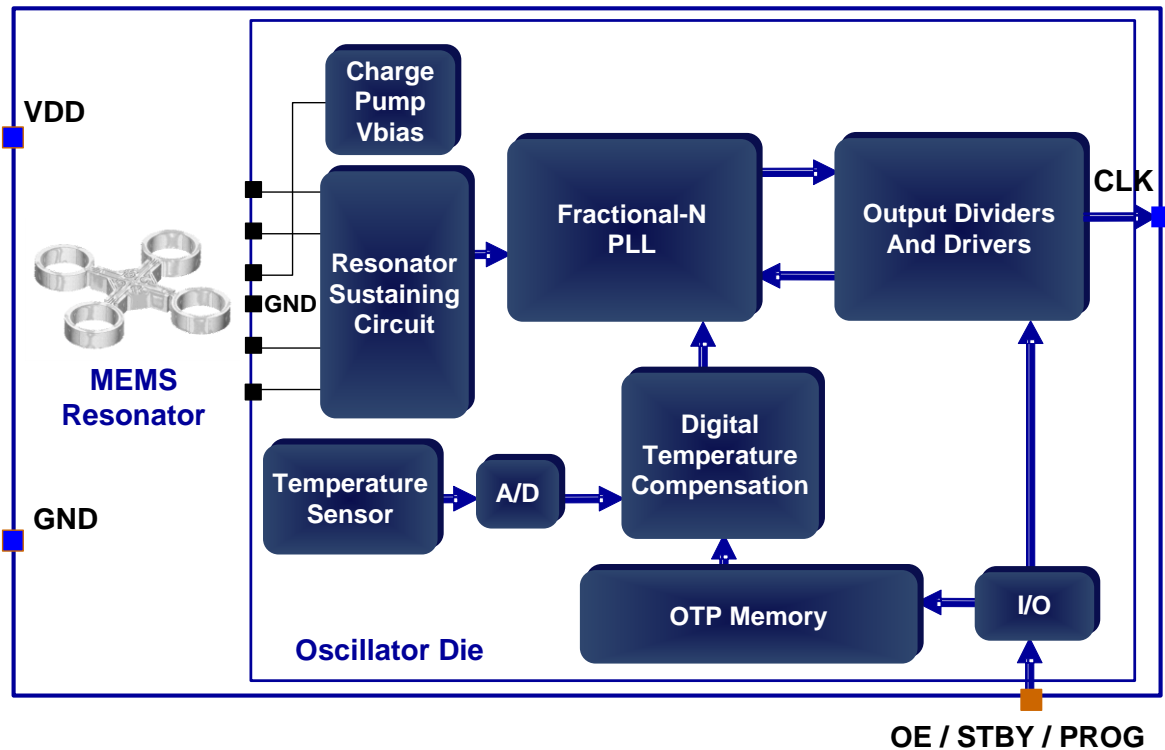 Charge
Pump
Vbias
VDD
Fractional-N
PLL
Output Dividers
And Drivers
CLK
Resonator
Sustaining
Circuit
GND
MEMS
Resonator
Digital
Temperature
Compensation
Temperature
Sensor
A/D
GND
OTP Memory
I/O
Oscillator Die
OE / STBY / PROG